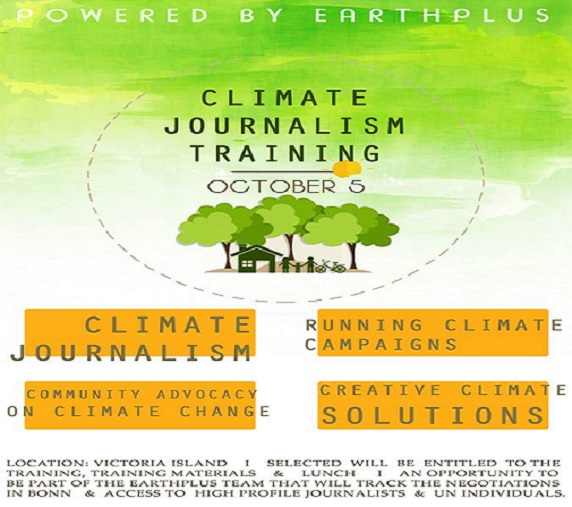 POWERED BY EARTHPLUS
CLIMATE
JOURNALISM
TRAINING
OCTOBER 5
CLIMATE
JOURNALISM
RUNNING CLIMATE
CAMPAIGNS
COMMUNITY ADVOCACY
ON CLIMATE CHANGE
CREATIVE CLIMATE
SOLUTIONS
LOCATION: VICTORIA ISLAND I SELECTED WILL BE ENTITLED TO THE
TRAINING, TRAINING MATERIALS & LUNCH I AN OPPORTUNITY TO
BE PART OF THE EARTHPLUS TEAM THAT WILL TRACK THE NEGOTIATIONS
IN BONN & ACCESS TO HIGH PROFILE JOURNALISTS & UN INDIVIDUALS.